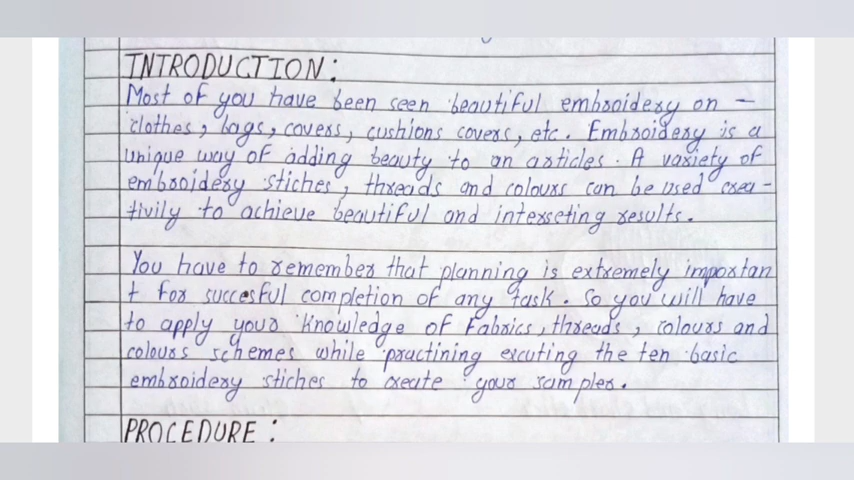 INTRODUCTION:
Most of you have been seen beautiful embroidery on -
clothes, bags, covers, cushions covers, etc. Embroidery is a
unique way of adding beauty to an articles. A variety of
embroidery stiches, threads and colours can be used crea-
tivily to achieve beautiful and interseting results.
You have to remember that planning is extremely importan
t for succesful completion of any task. So you will have
to apply your knowledge of Fabrics, threads, colours and
colours schemes while practining excuting the ten basic
embroidery stiches to create your sampler.
PROCEDURE: